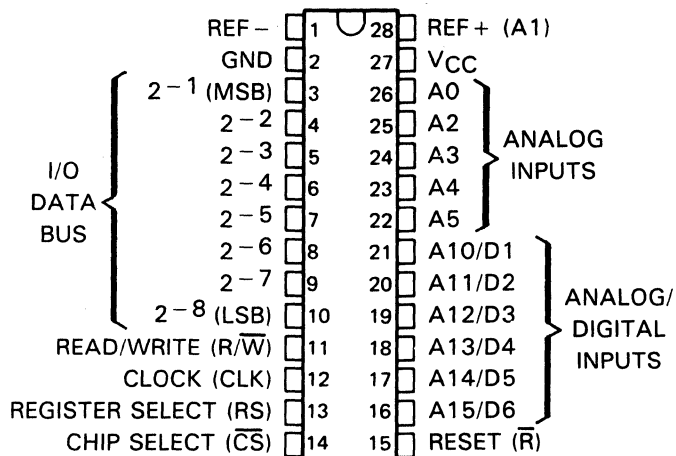 REF- 1 28 REF+ (A1)
GND 2 27 VCC
2-1 (MSB) 3 26 A0
2-2 4 25 A2
2-3 5 24 A3
2-4 6 23 A4
2-5 7 22 A5
2-6 8 21 A10/D1
2-7 9 20 A11/D2
2-8 (LSB) 10 19 A12/D3
READ/WRITE (R/W̅) 11 18 A13/D4
CLOCK (CLK) 12 17 A14/D5
REGISTER SELECT (RS) 13 16 A15/D6
CHIP SELECT (C̅S̅) 14 15 RESET (R̅)
I/O
DATA
BUS
ANALOG
INPUTS
ANALOG/
DIGITAL
INPUTS